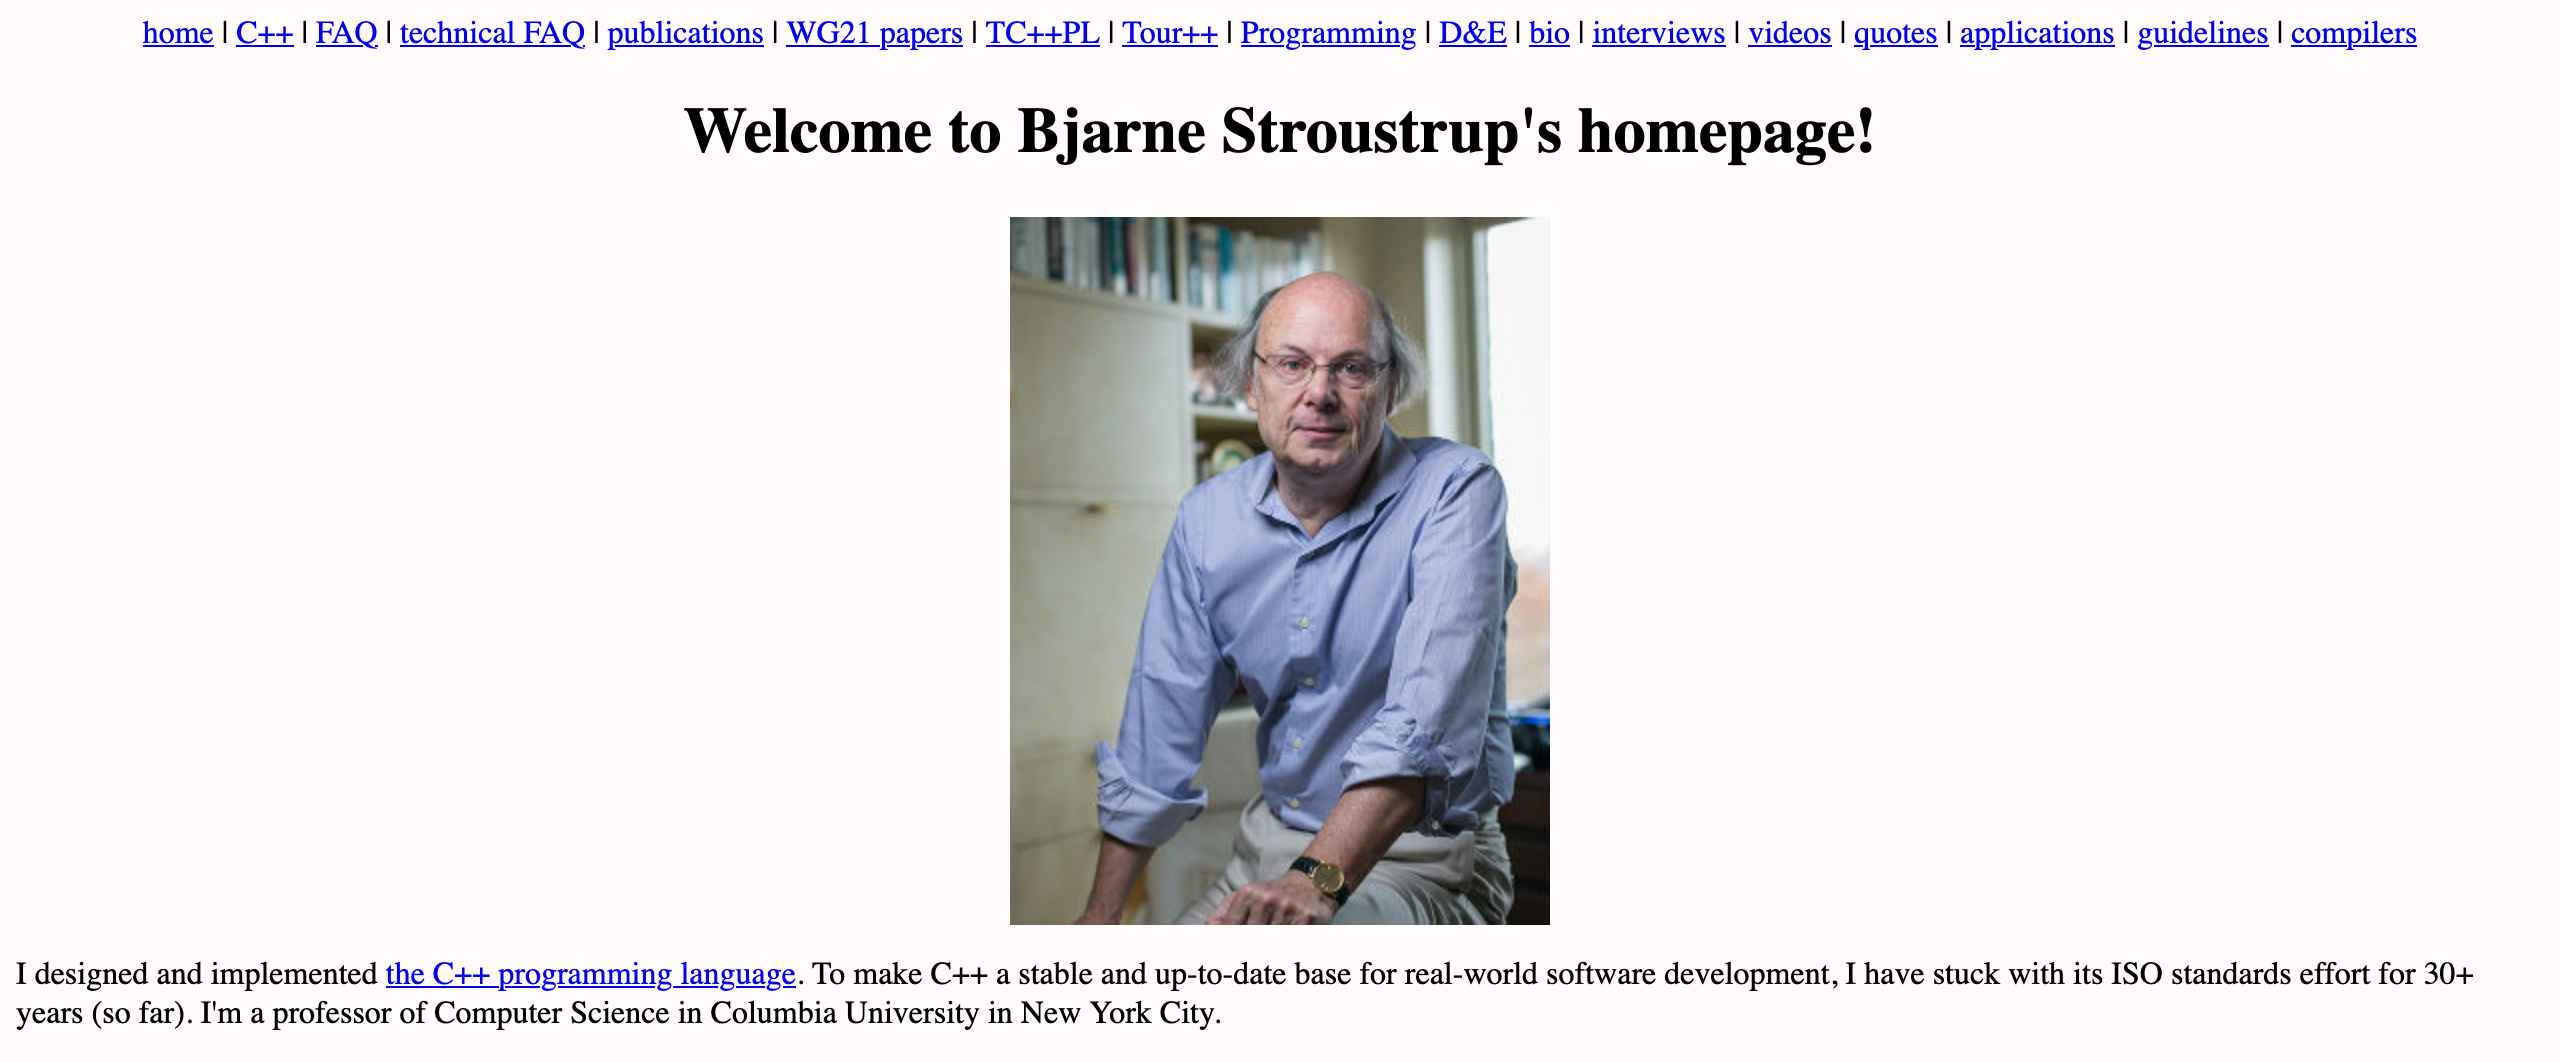 home | C++ | FAQ | technical FAQ | publications | WG21 papers | TC++PL | Tour++ | Programming | D&E | bio | interviews | videos | quotes | applications | guidelines | compilers
Welcome to Bjarne Stroustrup's homepage!
I designed and implemented the C++ programming language. To make C++ a stable and up-to-date base for real-world software development, I have stuck with its ISO standards effort for 30+
years (so far). I'm a professor of Computer Science in Columbia University in New York City.